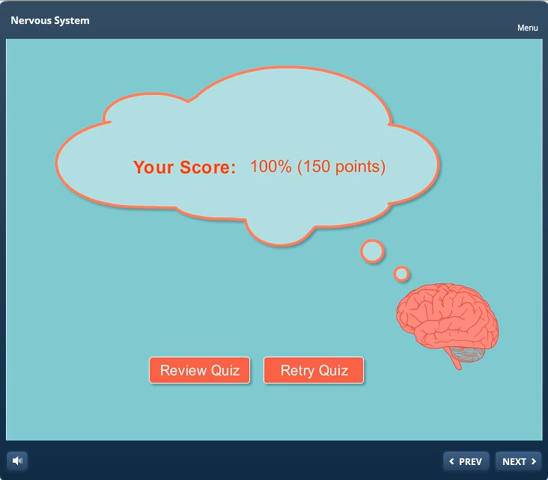 Nervous System
Menu
Your Score: 100% (150 points)
Review Quiz Retry Quiz
PREV NEXT